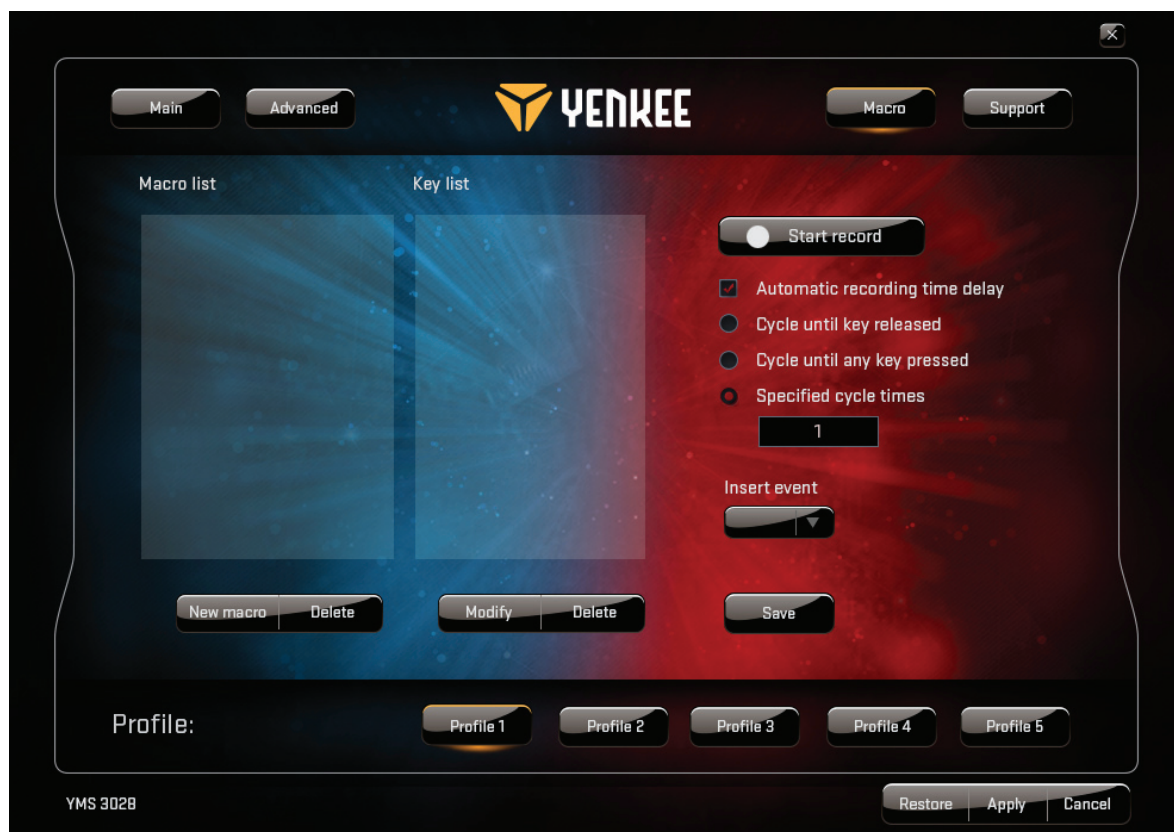 Main Advanced YENKEE Macro Support
Macro list Key list
Start record
Automatic recording time delay
Cycle until key released
Cycle until any key pressed
Specified cycle times
1
Insert event
New macro Delete Modify Delete Save
Profile: Profile 1 Profile 2 Profile 3 Profile 4 Profile 5
YMS 3028 Restore Apply Cancel